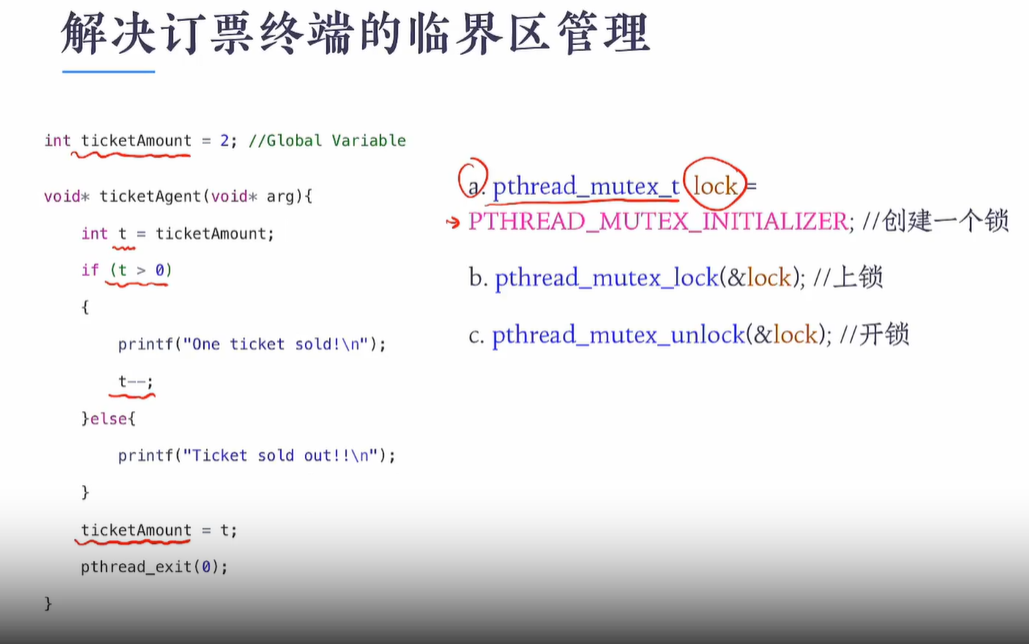 解决订票终端的临界区管理
int ticketAmount = 2; //Global Variable
void* ticketAgent(void* arg){
int t = ticketAmount;
if (t > 0)
{
printf("One ticket sold!\n");
t--;
}else{
printf("Ticket sold out!!\n");
}
ticketAmount = t;
pthread_exit(0);
}
a. pthread_mutex_t lock=
PTHREAD_MUTEX_INITIALIZER; //创建一个锁
b. pthread_mutex_lock(&lock); //上锁
c. pthread_mutex_unlock(&lock); //开锁